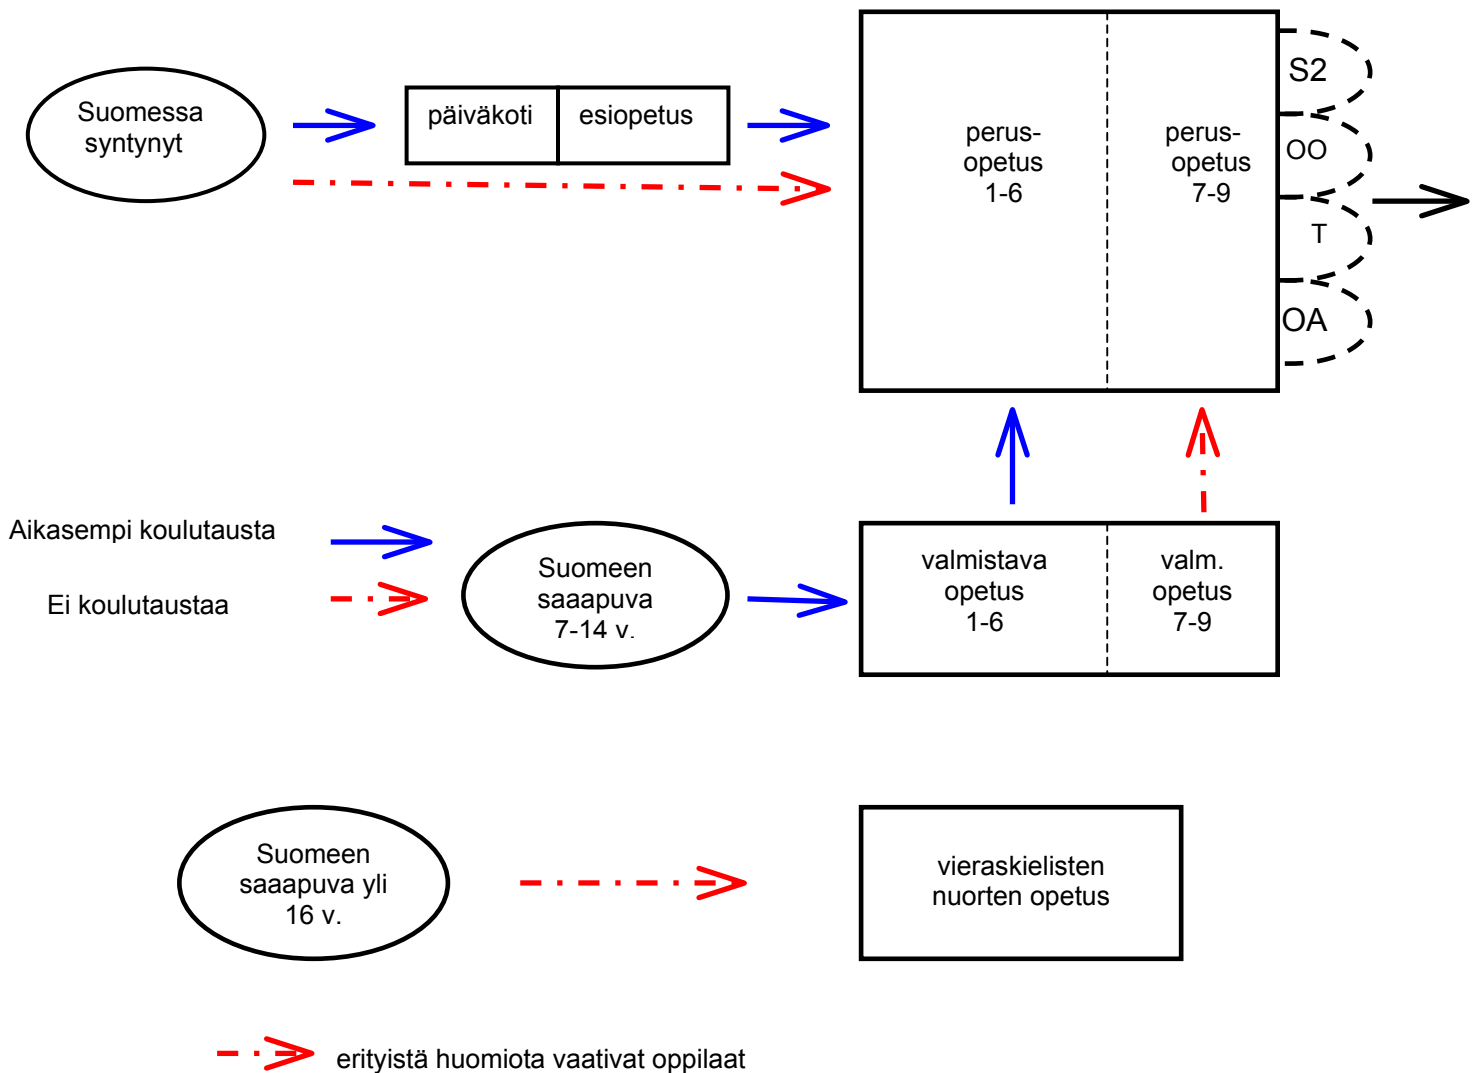 Suomessa
syntynyt
päiväkoti
esiopetus
perus-
opetus
1-6
perus-
opetus
7-9
S2
OO
T
OA
Aikasempi koulutausta
Ei koulutaustaa
Suomeen
saaapuva
7-14 v.
valmistava
opetus
1-6
valm.
opetus
7-9
Suomeen
saaapuva yli
16 v.
vieraskielisten
nuorten opetus
erityistä huomiota vaativat oppilaat